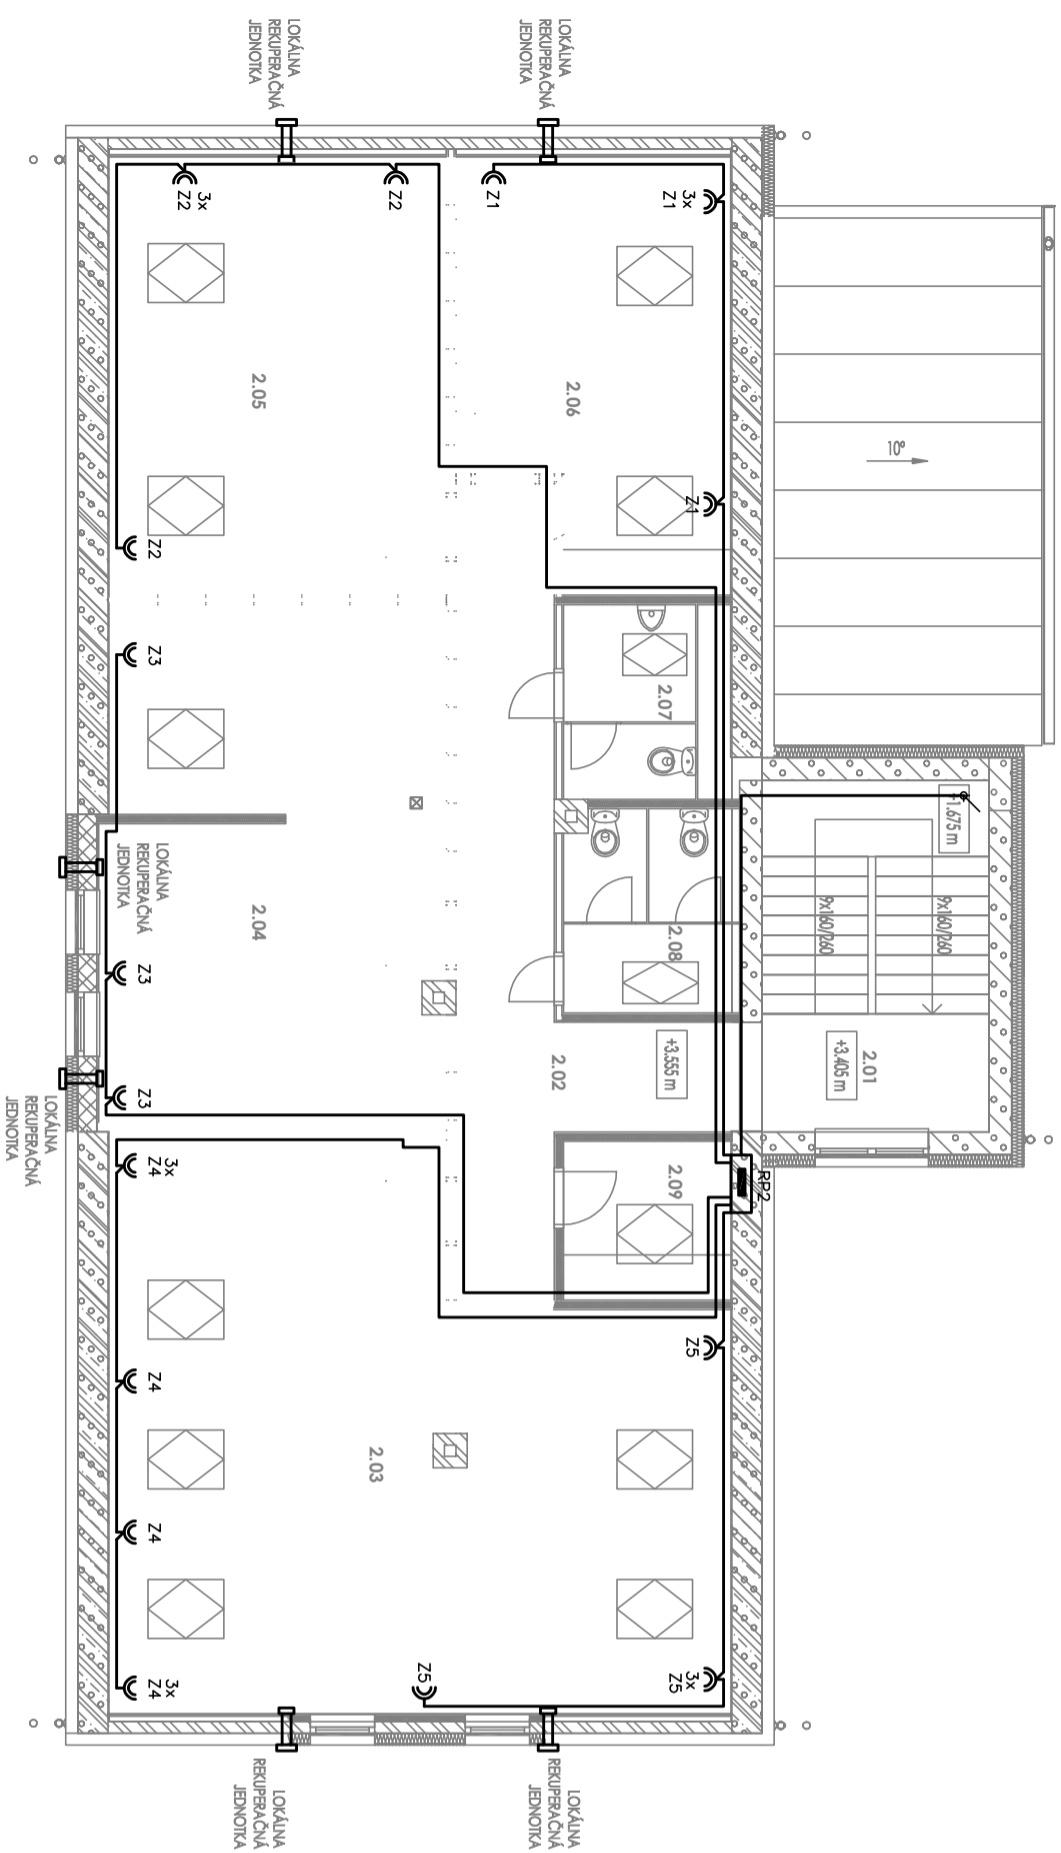 LOKÁLNA
REKUPERAČNÁ
JEDNOTKA
LOKÁLNA
REKUPERAČNÁ
JEDNOTKA
3x
Z2
Z2
Z1
3x
Z1
2.05
2.06
10°
Z1
Z2
Z3
2.07
+1.675 m
LOKÁLNA
REKUPERAČNÁ
JEDNOTKA
2.04
9x160/260
9x160/260
2.08
Z3
2.02
+3.555 m
2.01
+3.405 m
Z3
LOKÁLNA
REKUPERAČNÁ
JEDNOTKA
3x
Z4
2.09
RP2
Z5
Z4
2.03
Z4
3x
Z4
Z5
3x
Z5
LOKÁLNA
REKUPERAČNÁ
JEDNOTKA
LOKÁLNA
REKUPERAČNÁ
JEDNOTKA